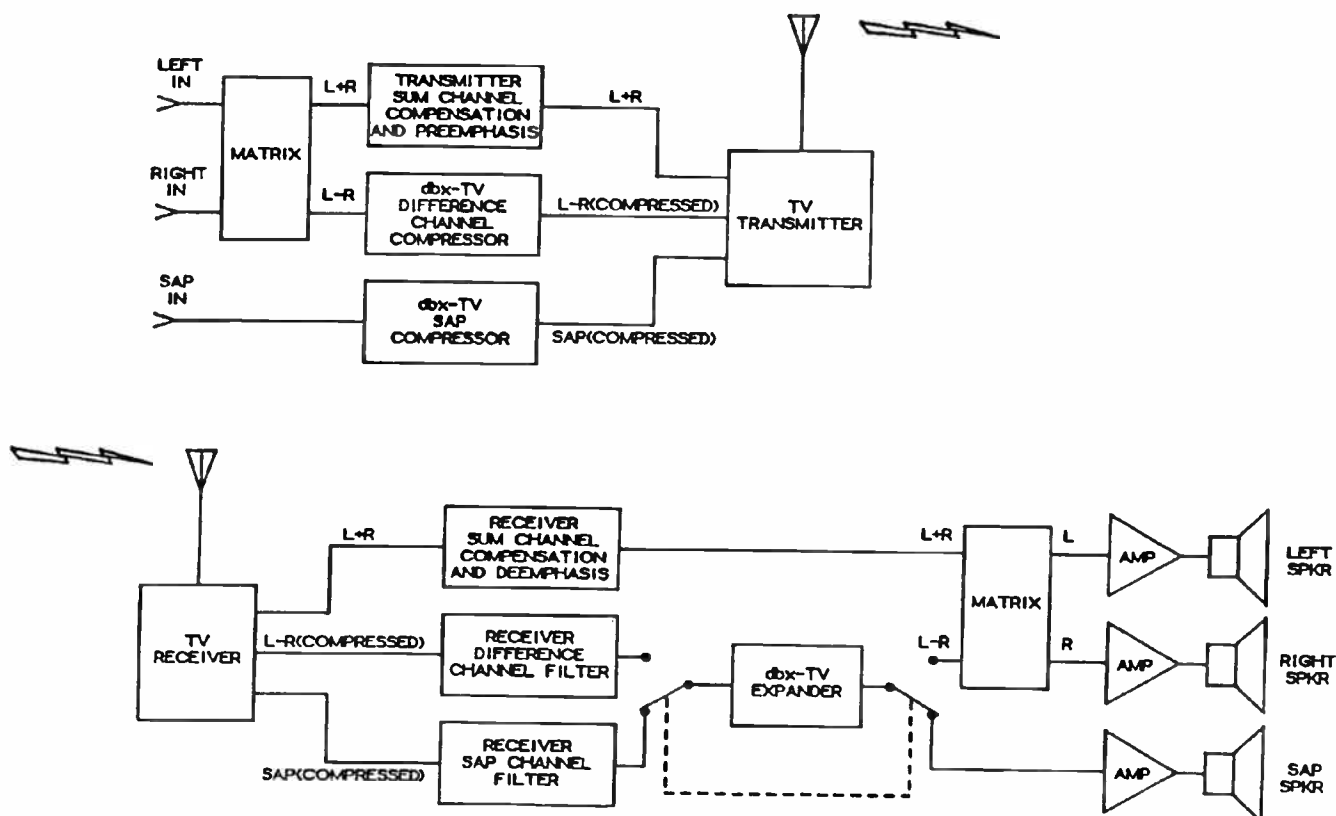 LEFT
IN
L+R
TRANSMITTER
SUM CHANNEL
COMPENSATION
AND PREEMPHASIS
L+R
MATRIX
RIGHT
IN
L-R
dbx-TV
DIFFERENCE
CHANNEL
COMPRESSOR
L-R(COMPRESSED)
TV
TRANSMITTER
SAP
IN
dbx-TV
SAP
COMPRESSOR
SAP(COMPRESSED)
L+R
RECEIVER
SUM CHANNEL
COMPENSATION
AND DEEMPHASIS
L+R
L
AMP
LEFT
SPKR
TV
RECEIVER
L-R(COMPRESSED)
RECEIVER
DIFFERENCE
CHANNEL FILTER
dbx-TV
EXPANDER
L-R
MATRIX
R
AMP
RIGHT
SPKR
SAP(COMPRESSED)
RECEIVER
SAP CHANNEL
FILTER
AMP
SAP
SPKR